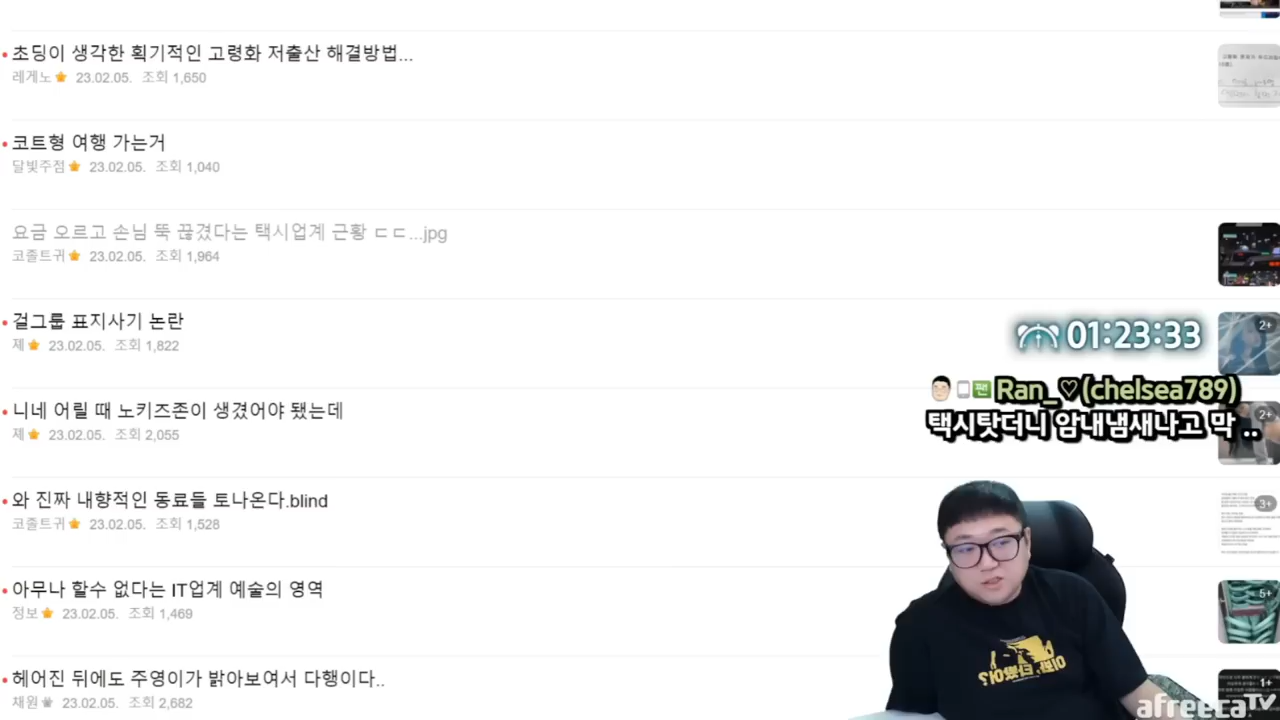 초딩이 생각한 획기적인 고령화 저출산 해결방법...
레게노 23.02.05. 조회 1,650
코트형 여행 가는거
달빛주점 23.02.05. 조회 1,040
요금 오르고 손님 뚝 끊겼다는 택시업계 근황 ㄷㄷ...jpg
코졸트귀 23.02.05. 조회 1,964
걸그룹 표지사기 논란
제 23.02.05. 조회 1,822
2+
01:23:33
Ran_♡(chelsea789)
택시탓더니 암내냄새나고 막 ..
니네 어릴 때 노키즈존이 생겼어야 됐는데
제 23.02.05. 조회 2,055
2+
와 진짜 내향적인 동료들 토나온다.blind
코졸트귀 23.02.05. 조회 1,528
3+
아무나 할수 없다는 IT업계 예술의 영역
정보 23.02.05. 조회 1,469
5+
헤어진 뒤에도 주영이가 밝아보여서 다행이다..
채원 23.02.05. 조회 2,682
1+
afreecaTV